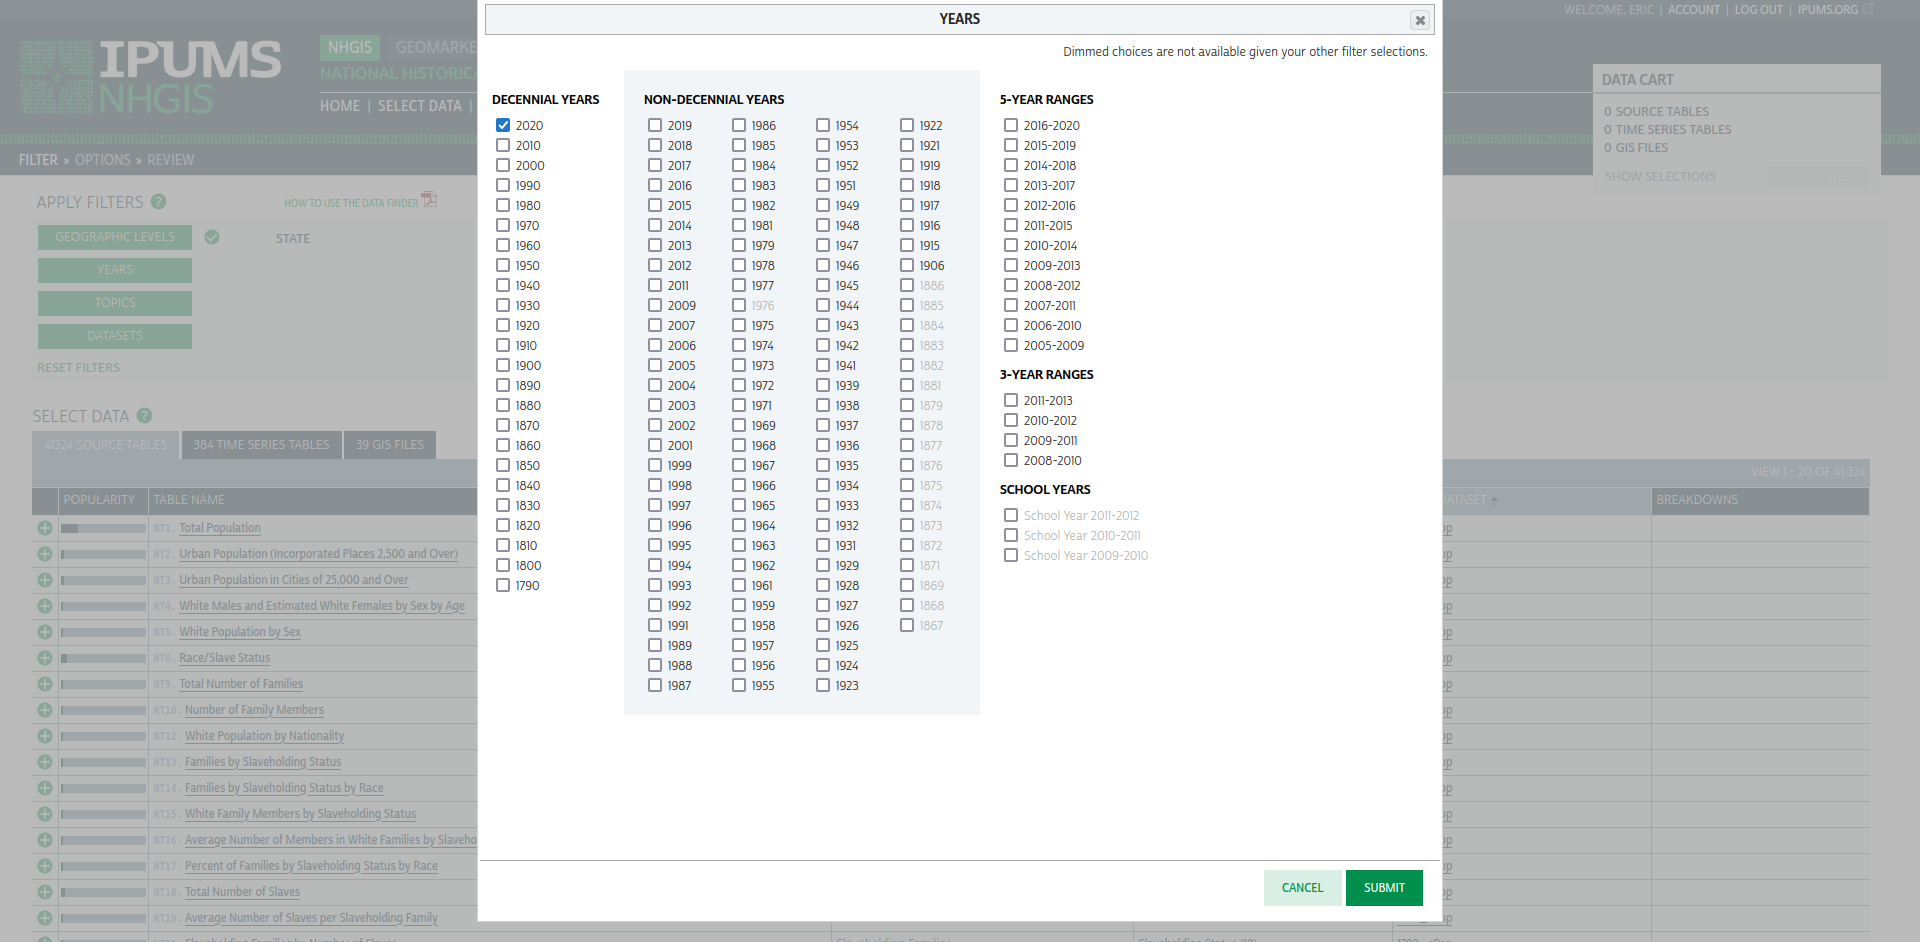 YEARS
Dimmed choices are not available given your other filter selections.
DECENNIAL YEARS
2020
2010
2000
1990
1980
1970
1960
1950
1940
1930
1920
1910
1900
1890
1880
1870
1860
1850
1840
1830
1820
1810
1800
1790
NON-DECENNIAL YEARS
2019
2018
2017
2016
2015
2014
2013
2012
2011
2009
2007
2006
2005
2004
2003
2002
2001
1999
1998
1997
1996
1995
1994
1993
1992
1991
1989
1988
1987
1986
1985
1984
1983
1982
1981
1979
1978
1977
1976
1975
1974
1973
1972
1971
1969
1968
1967
1966
1965
1964
1963
1962
1961
1959
1958
1957
1956
1955
1954
1953
1952
1951
1949
1948
1947
1946
1945
1944
1943
1942
1941
1939
1938
1937
1936
1935
1934
1933
1932
1931
1929
1928
1927
1926
1925
1924
1923
1922
1921
1919
1918
1917
1916
1915
1906
1886
1885
1884
1883
1882
1881
1879
1878
1877
1876
1875
1874
1873
1872
1871
1869
1868
1867
5-YEAR RANGES
2016-2020
2015-2019
2014-2018
2013-2017
2012-2016
2011-2015
2010-2014
2009-2013
2008-2012
2007-2011
2006-2010
2005-2009
3-YEAR RANGES
2011-2013
2010-2012
2009-2011
2008-2010
SCHOOL YEARS
School Year 2011-2012
School Year 2010-2011
School Year 2009-2010
CANCEL
SUBMIT
WELCOME, ERIC | ACCOUNT | LOG OUT | IPUMS.ORG
IPUMS
NHGIS
NHGIS GEOMARKE
NATIONAL HISTORICA
HOME | SELECT DATA |
FILTER » OPTIONS » REVIEW
DATA CART
0 SOURCE TABLES
0 TIME SERIES TABLES
0 GIS FILES
SHOW SELECTIONS
APPLY FILTERS ?
HOW TO USE THE DATA FINDER
GEOGRAPHIC LEVELS
STATE
YEARS
TOPICS
DATASETS
RESET FILTERS
SELECT DATA ?
41324 SOURCE TABLES
384 TIME SERIES TABLES
39 GIS FILES
VIEW 1 - 20 OF 41,324
POPULARITY
TABLE NAME
DATASET
BREAKDOWNS
NT1. Total Population
NT2. Urban Population (Incorporated Places 2,500 and Over)
NT3. Urban Population in Cities of 25,000 and Over
NT4. White Males and Estimated White Females by Sex by Age
NT5. White Population by Sex
NT6. Race/Slave Status
NT9. Total Number of Families
NT10. Number of Family Members
NT12. White Population by Nationality
NT13. Families by Slaveholding Status
NT14. Families by Slaveholding Status by Race
NT15. White Family Members by Slaveholding Status
NT16. Average Number of Members in White Families by Slaveho
NT17. Percent of Families by Slaveholding Status by Race
NT18. Total Number of Slaves
NT19. Average Number of Slaves per Slaveholding Family